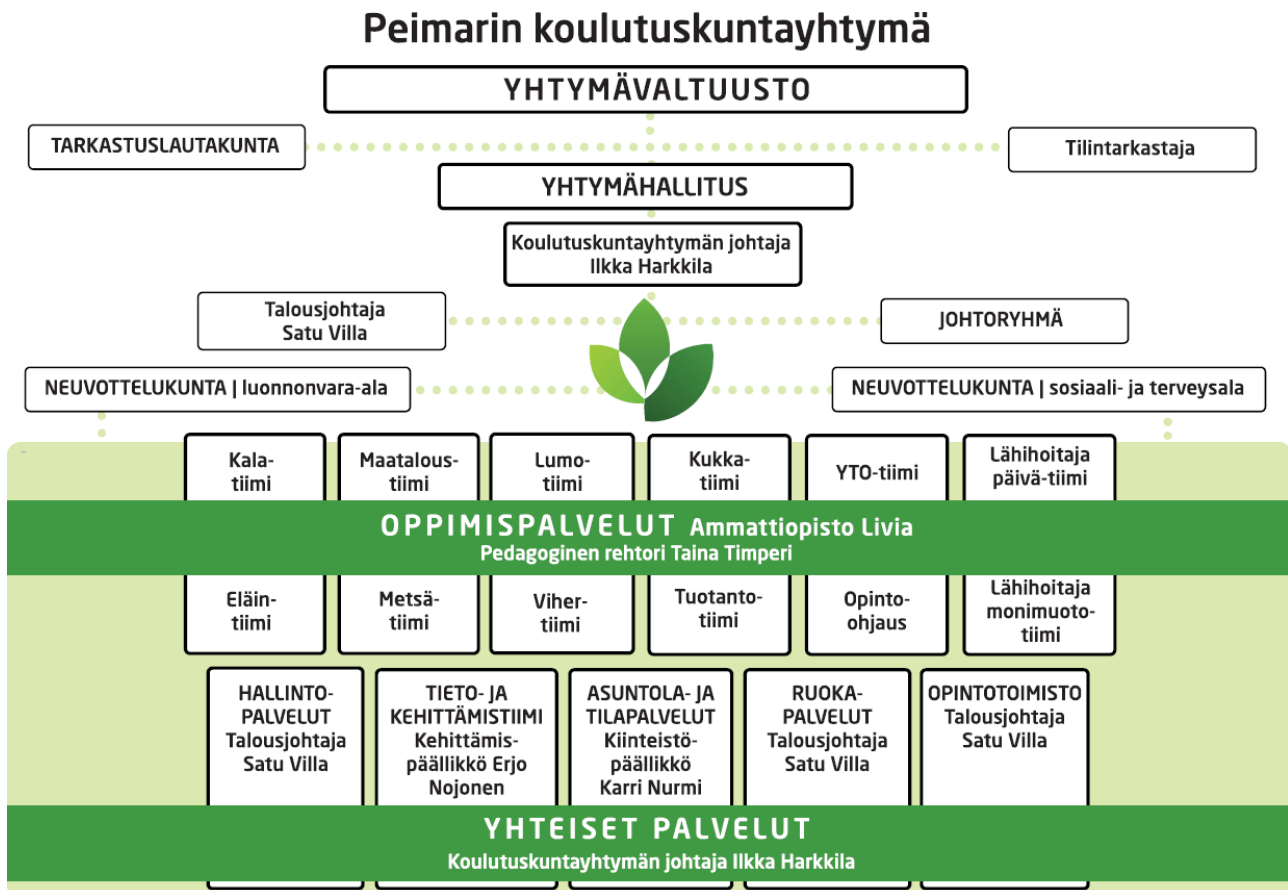 Peimarin koulutuskuntayhtymä
YHTYMÄVALTUUSTO
TARKASTUSLAUTAKUNTA
Tilintarkastaja
YHTYMÄHALLITUS
Koulutuskuntayhtymän johtaja
Ilkka Harkkila
Talousjohtaja
Satu Villa
JOHTORYHMÄ
NEUVOTTELUKUNTA | luonnonvara-ala
NEUVOTTELUKUNTA | sosiaali- ja terveysala
Kala-
tiimi
Maatalous-
tiimi
Lumo-
tiimi
Kukka-
tiimi
YTO-tiimi
Lähihoitaja
päivä-tiimi
OPPIMISPALVELUT Ammattiopisto Livia
Pedagoginen rehtori Taina Timperi
Eläin-
tiimi
Metsä-
tiimi
Viher-
tiimi
Tuotanto-
tiimi
Opinto-
ohjaus
Lähihoitaja
monimuoto-
tiimi
HALLINTO-
PALVELUT
Talousjohtaja
Satu Villa
TIETO- JA
KEHITTÄMISTIIMI
Kehittämis-
päällikkö Erjo
Nojonen
ASUNTOLA- JA
TILAPALVELUT
Kiinteistö-
päällikkö
Karri Nurmi
RUOKA-
PALVELUT
Talousjohtaja
Satu Villa
OPINTOTOIMISTO
Talousjohtaja
Satu Villa
YHTEISET PALVELUT
Koulutuskuntayhtymän johtaja Ilkka Harkkila